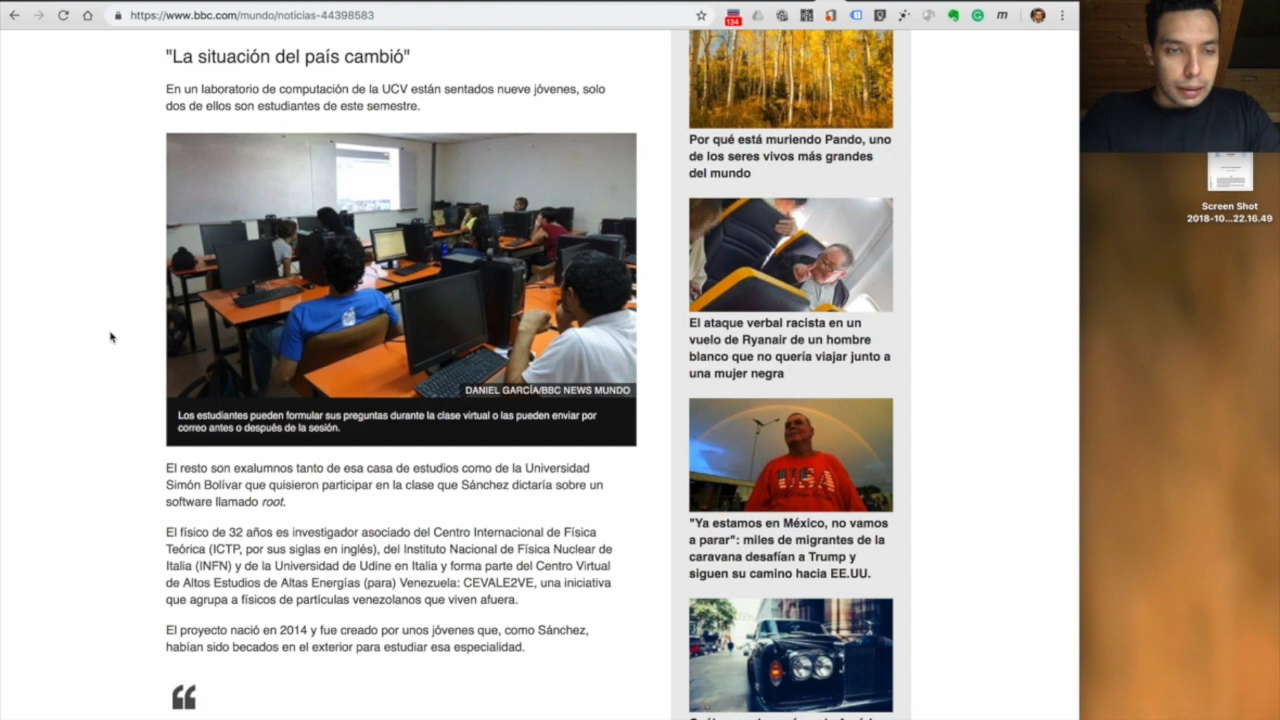 https://www.bbc.com/mundo/noticias-44398583
134
m
"La situación del país cambió"
En un laboratorio de computación de la UCV están sentados nueve jóvenes, solo
dos de ellos son estudiantes de este semestre.
DANIEL GARCÍA/BBC NEWS MUNDO
Los estudiantes pueden formular sus preguntas durante la clase virtual o las pueden enviar por
correo antes o después de la sesión.
El resto son exalumnos tanto de esa casa de estudios como de la Universidad
Simón Bolívar que quisieron participar en la clase que Sánchez dictaría sobre un
software llamado root.
El físico de 32 años es investigador asociado del Centro Internacional de Física
Teórica (ICTP, por sus siglas en inglés), del Instituto Nacional de Física Nuclear de
Italia (INFN) y de la Universidad de Udine en Italia y forma parte del Centro Virtual
de Altos Estudios de Altas Energías (para) Venezuela: CEVALE2VE, una iniciativa
que agrupa a físicos de partículas venezolanos que viven afuera.
El proyecto nació en 2014 y fue creado por unos jóvenes que, como Sánchez,
habían sido becados en el exterior para estudiar esa especialidad.
Por qué está muriendo Pando, uno
de los seres vivos más grandes
del mundo
El ataque verbal racista en un
vuelo de Ryanair de un hombre
blanco que no quería viajar junto a
una mujer negra
USA
"Ya estamos en México, no vamos
a parar": miles de migrantes de la
caravana desafían a Trump y
siguen su camino hacia EE.UU.
Screen Shot
2018-10...22.16.49